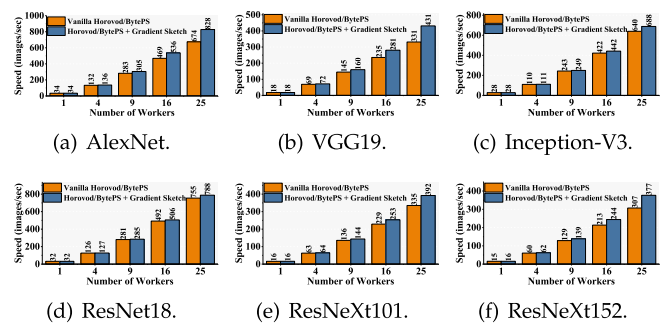 Speed (images/sec)
1000
800
600
400
200
0
Vanilla Horovod/BytePS
Horovod/BytePS + Gradient Sketch
34 34 132 136 283 305 469 536 674 828
1 4 9 16 25
Number of Workers
(a) AlexNet.
Speed (images/sec)
500
400
300
200
100
0
Vanilla Horovod/BytePS
Horovod/BytePS + Gradient Sketch
18 18 69 72 145 160 235 281 331 431
1 4 9 16 25
Number of Workers
(b) VGG19.
Speed (images/sec)
800
600
400
200
0
Vanilla Horovod/BytePS
Horovod/BytePS + Gradient Sketch
28 28 110 111 243 249 422 442 640 688
1 4 9 16 25
Number of Workers
(c) Inception-V3.
Speed (images/sec)
800
600
400
200
0
Vanilla Horovod/BytePS
Horovod/BytePS + Gradient Sketch
32 32 126 127 281 285 492 506 755 788
1 4 9 16 25
Number of Workers
(d) ResNet18.
Speed (images/sec)
400
300
200
100
0
Vanilla Horovod/BytePS
Horovod/BytePS + Gradient Sketch
16 16 63 64 136 144 229 253 335 392
1 4 9 16 25
Number of Workers
(e) ResNeXt101.
Speed (images/sec)
400
300
200
100
0
Vanilla Horovod/BytePS
Horovod/BytePS + Gradient Sketch
15 16 60 62 129 139 213 244 307 377
1 4 9 16 25
Number of Workers
(f) ResNeXt152.